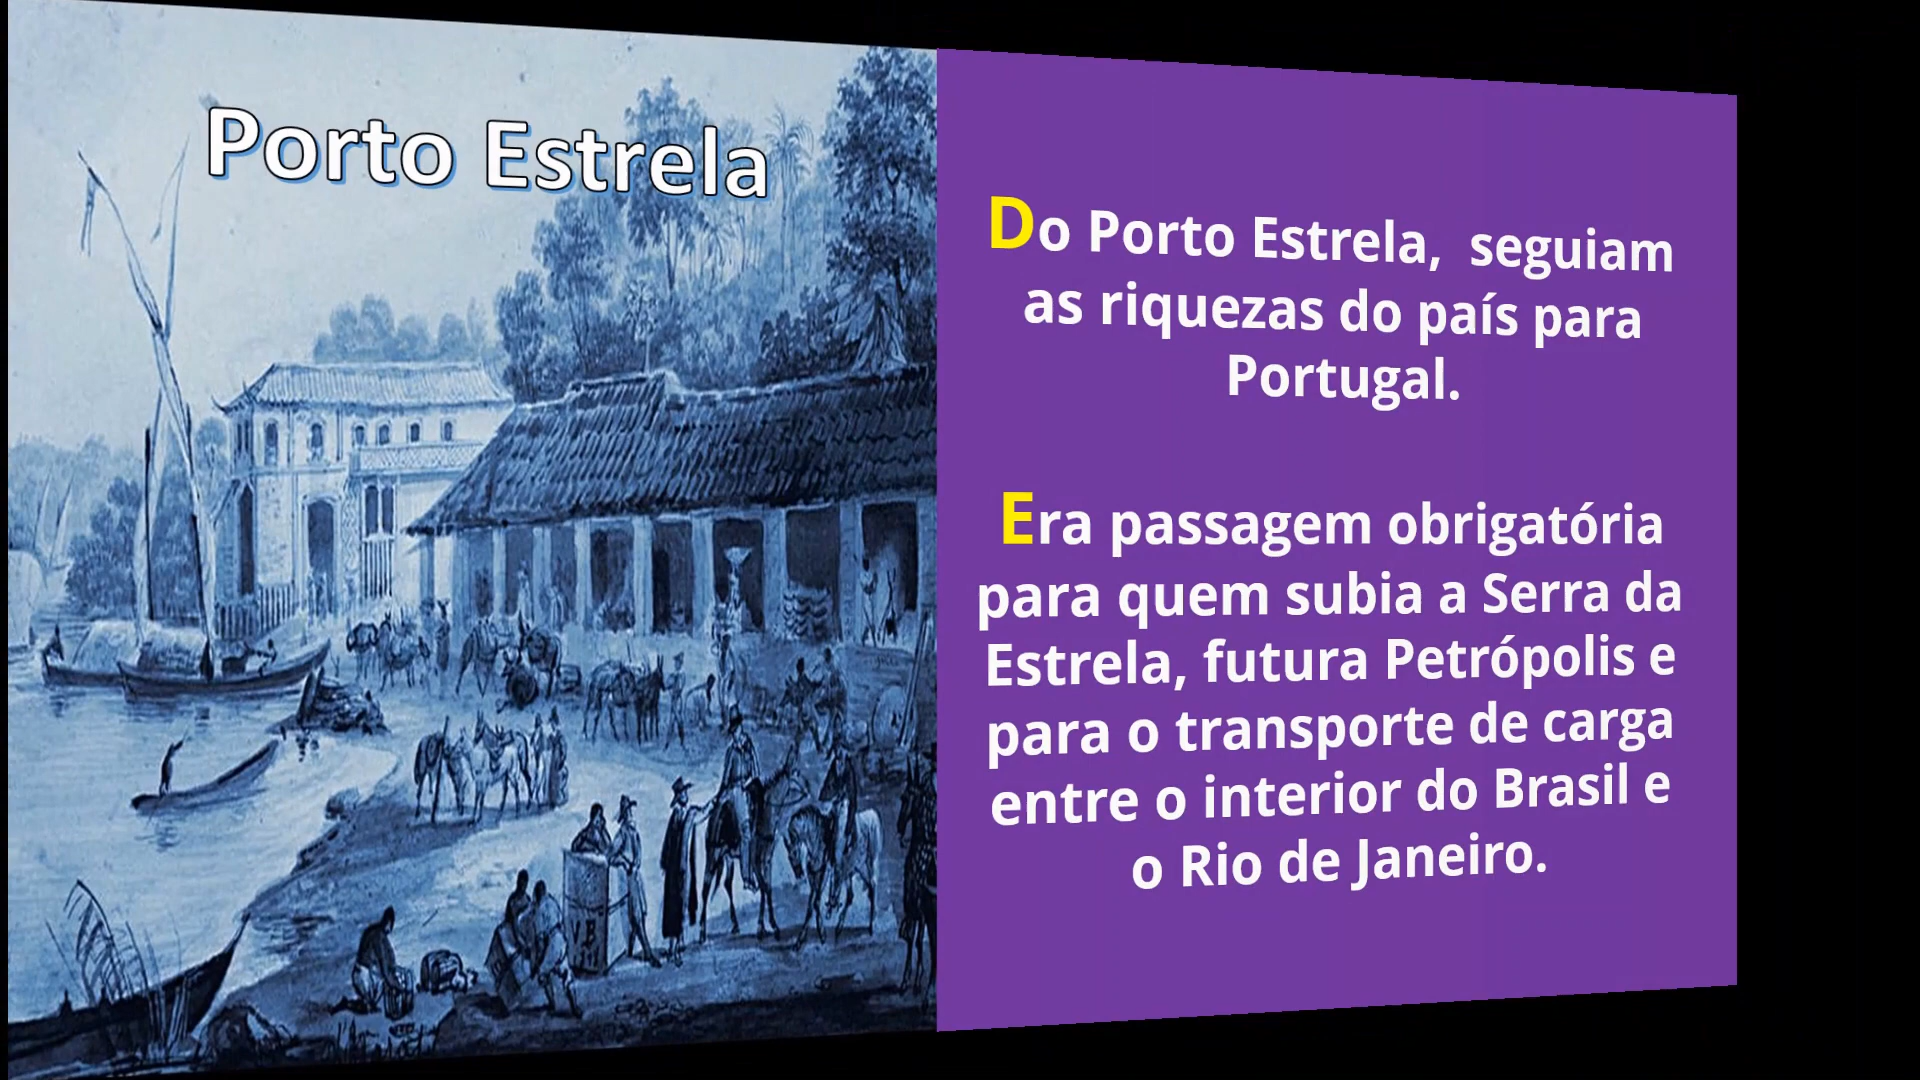 Porto Estrela
Do Porto Estrela,  seguiam
as riquezas do país para
Portugal.
Era passagem obrigatória
para quem subia a Serra da
Estrela, futura Petrópolis e
para o transporte de carga
entre o interior do Brasil e
o Rio de Janeiro.